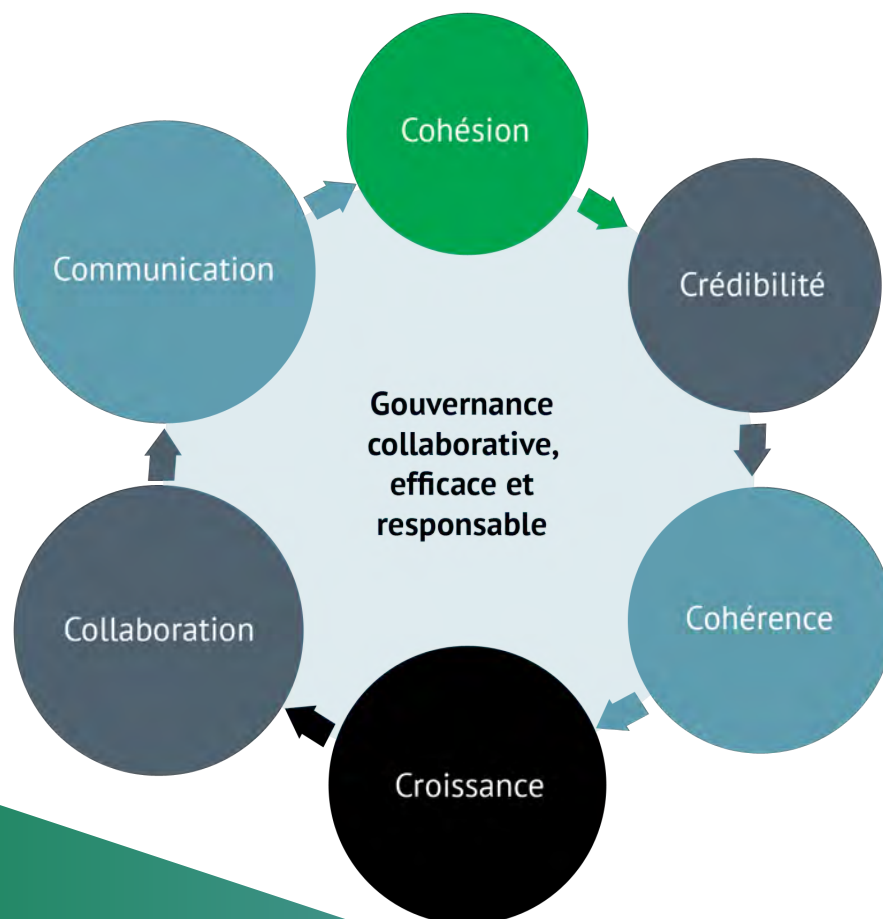 Cohésion
Crédibilité
Cohérence
Croissance
Collaboration
Communication
Gouvernance
collaborative,
efficace et
responsable